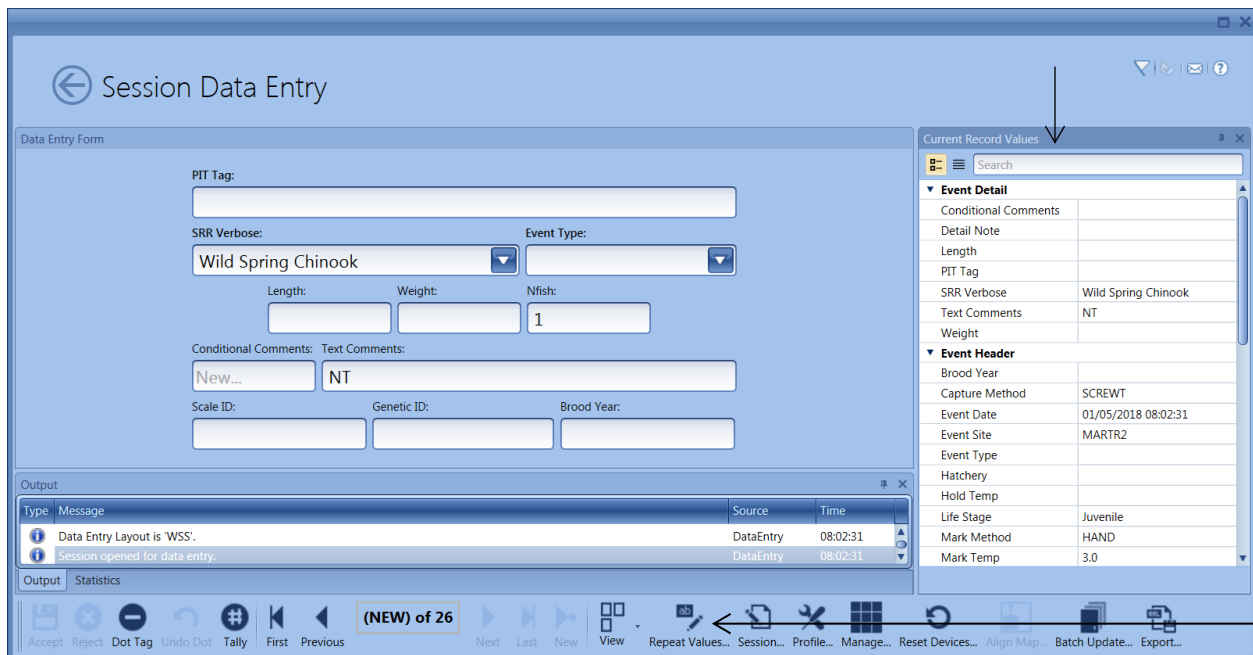 Session Data Entry
Data Entry Form
PIT Tag:
SRR Verbose: Event Type:
Wild Spring Chinook
Length: Weight: Nfish:
1
Conditional Comments: Text Comments:
New... NT
Scale ID: Genetic ID: Brood Year:
Output
Type Message Source Time
Data Entry Layout is 'WSS'. DataEntry 08:02:31
Session opened for data entry. DataEntry 08:02:31
Output Statistics
Current Record Values
Search
Event Detail
Conditional Comments
Detail Note
Length
PIT Tag
SRR Verbose Wild Spring Chinook
Text Comments NT
Weight
Event Header
Brood Year
Capture Method SCREWT
Event Date 01/05/2018 08:02:31
Event Site MARTR2
Event Type
Hatchery
Hold Temp
Life Stage Juvenile
Mark Method HAND
Mark Temp 3.0
(NEW) of 26
Accept Reject Dot Tag Undo Dot Tally First Previous Next Last New View Repeat Values... Session... Profile... Manage... Reset Devices... Align Map... Batch Update... Export...